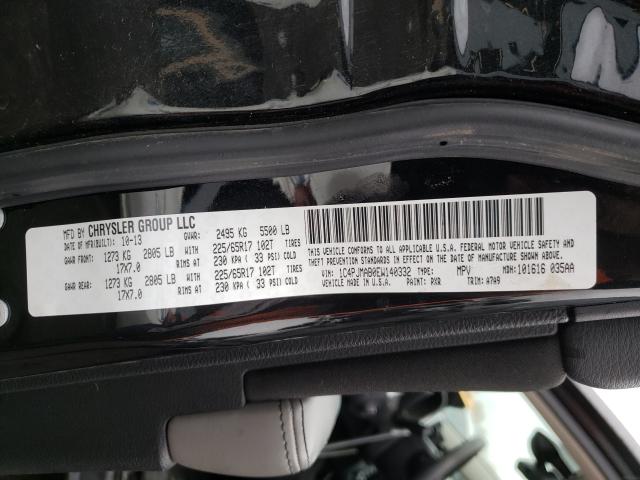 MFD BY CHRYSLER GROUP LLC
DATE OF MFR(BUILT): 10-13 GVWR: 2495 KG 5500 LB
GAWR FRONT: 1273 KG 2805 LB WITH 225/65R17 102T TIRES
17X7.0 RIMS AT 230 KPA ( 33 PSI) COLD
GAWR REAR: 1273 KG 2805 LB WITH 225/65R17 102T TIRES
17X7.0 RIMS AT 230 KPA ( 33 PSI) COLD
THIS VEHICLE CONFORMS TO ALL APPLICABLE U.S.A. FEDERAL MOTOR VEHICLE SAFETY AND
THEFT PREVENTION STANDARDS IN EFFECT ON THE DATE OF MANUFACTURE SHOWN ABOVE.
VIN: 1C4PJMAB0EW140332 TYPE: MPV MDH: 101616 035AA
VEHICLE MADE IN U.S.A. PAINT: PXR TRIM: A7A9